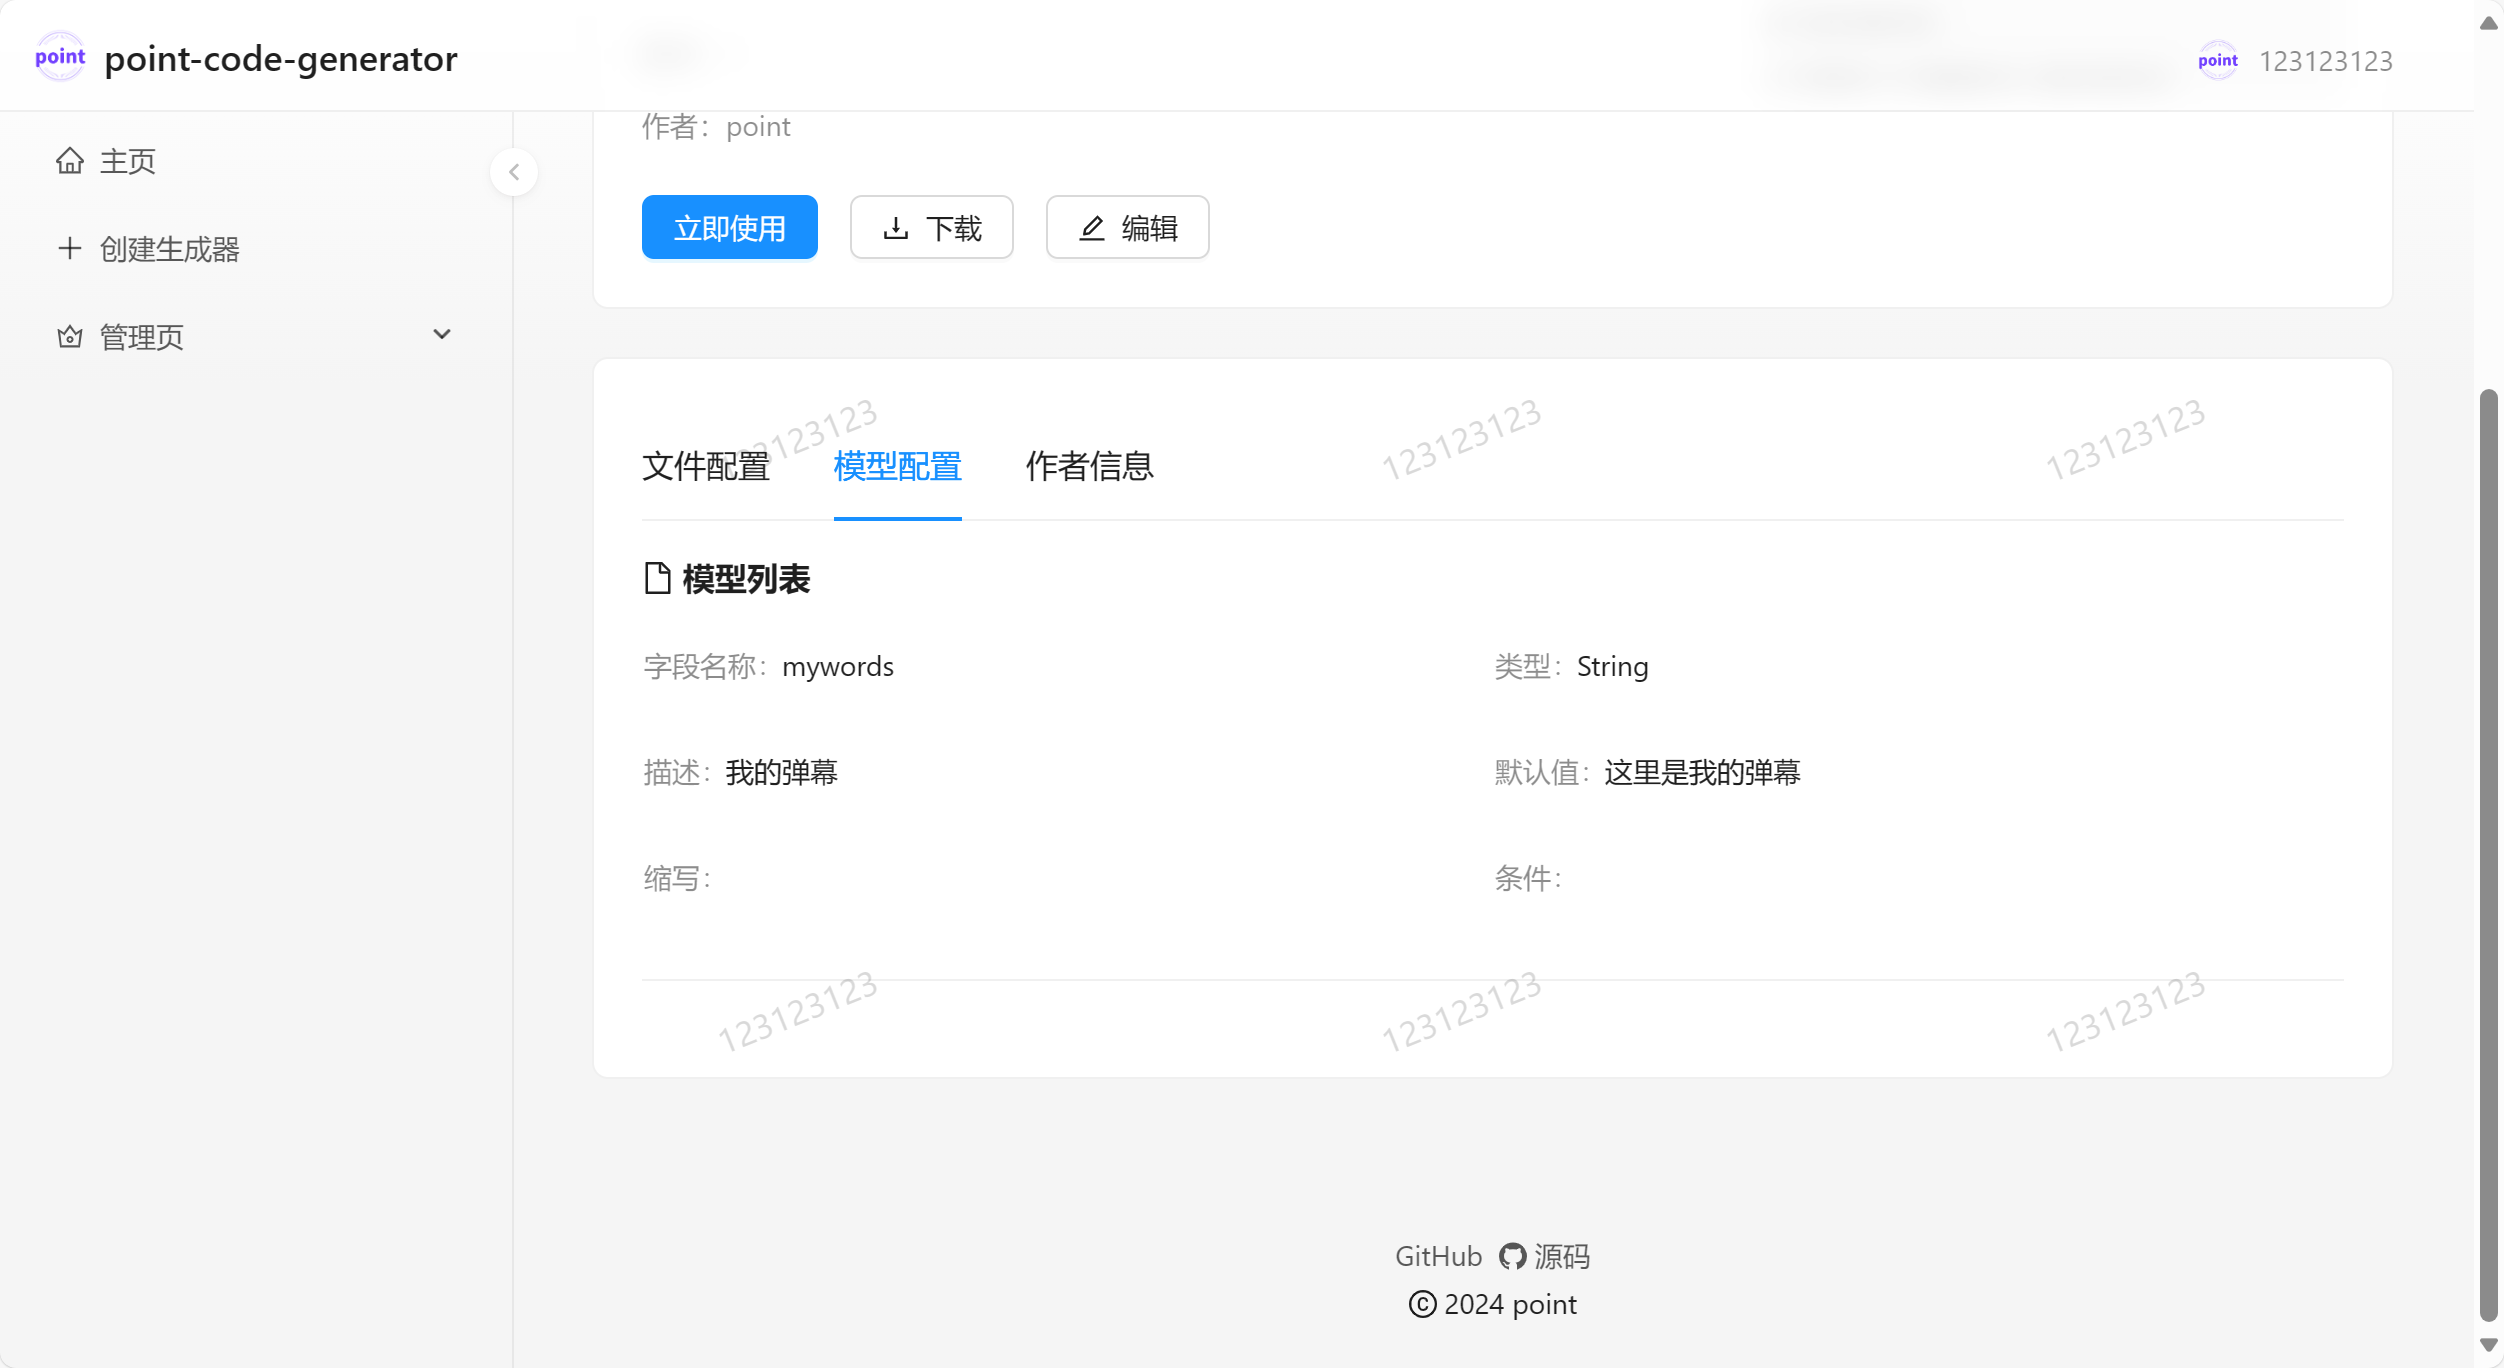 point
point-code-generator
point
123123123
主页
创建生成器
管理页
作者：point
立即使用
下载
编辑
123123123
123123123
123123123
文件配置
模型配置
作者信息
模型列表
字段名称：mywords
类型：String
描述：我的弹幕
默认值：这里是我的弹幕
缩写：
条件：
123123123
123123123
123123123
GitHub 源码
© 2024 point